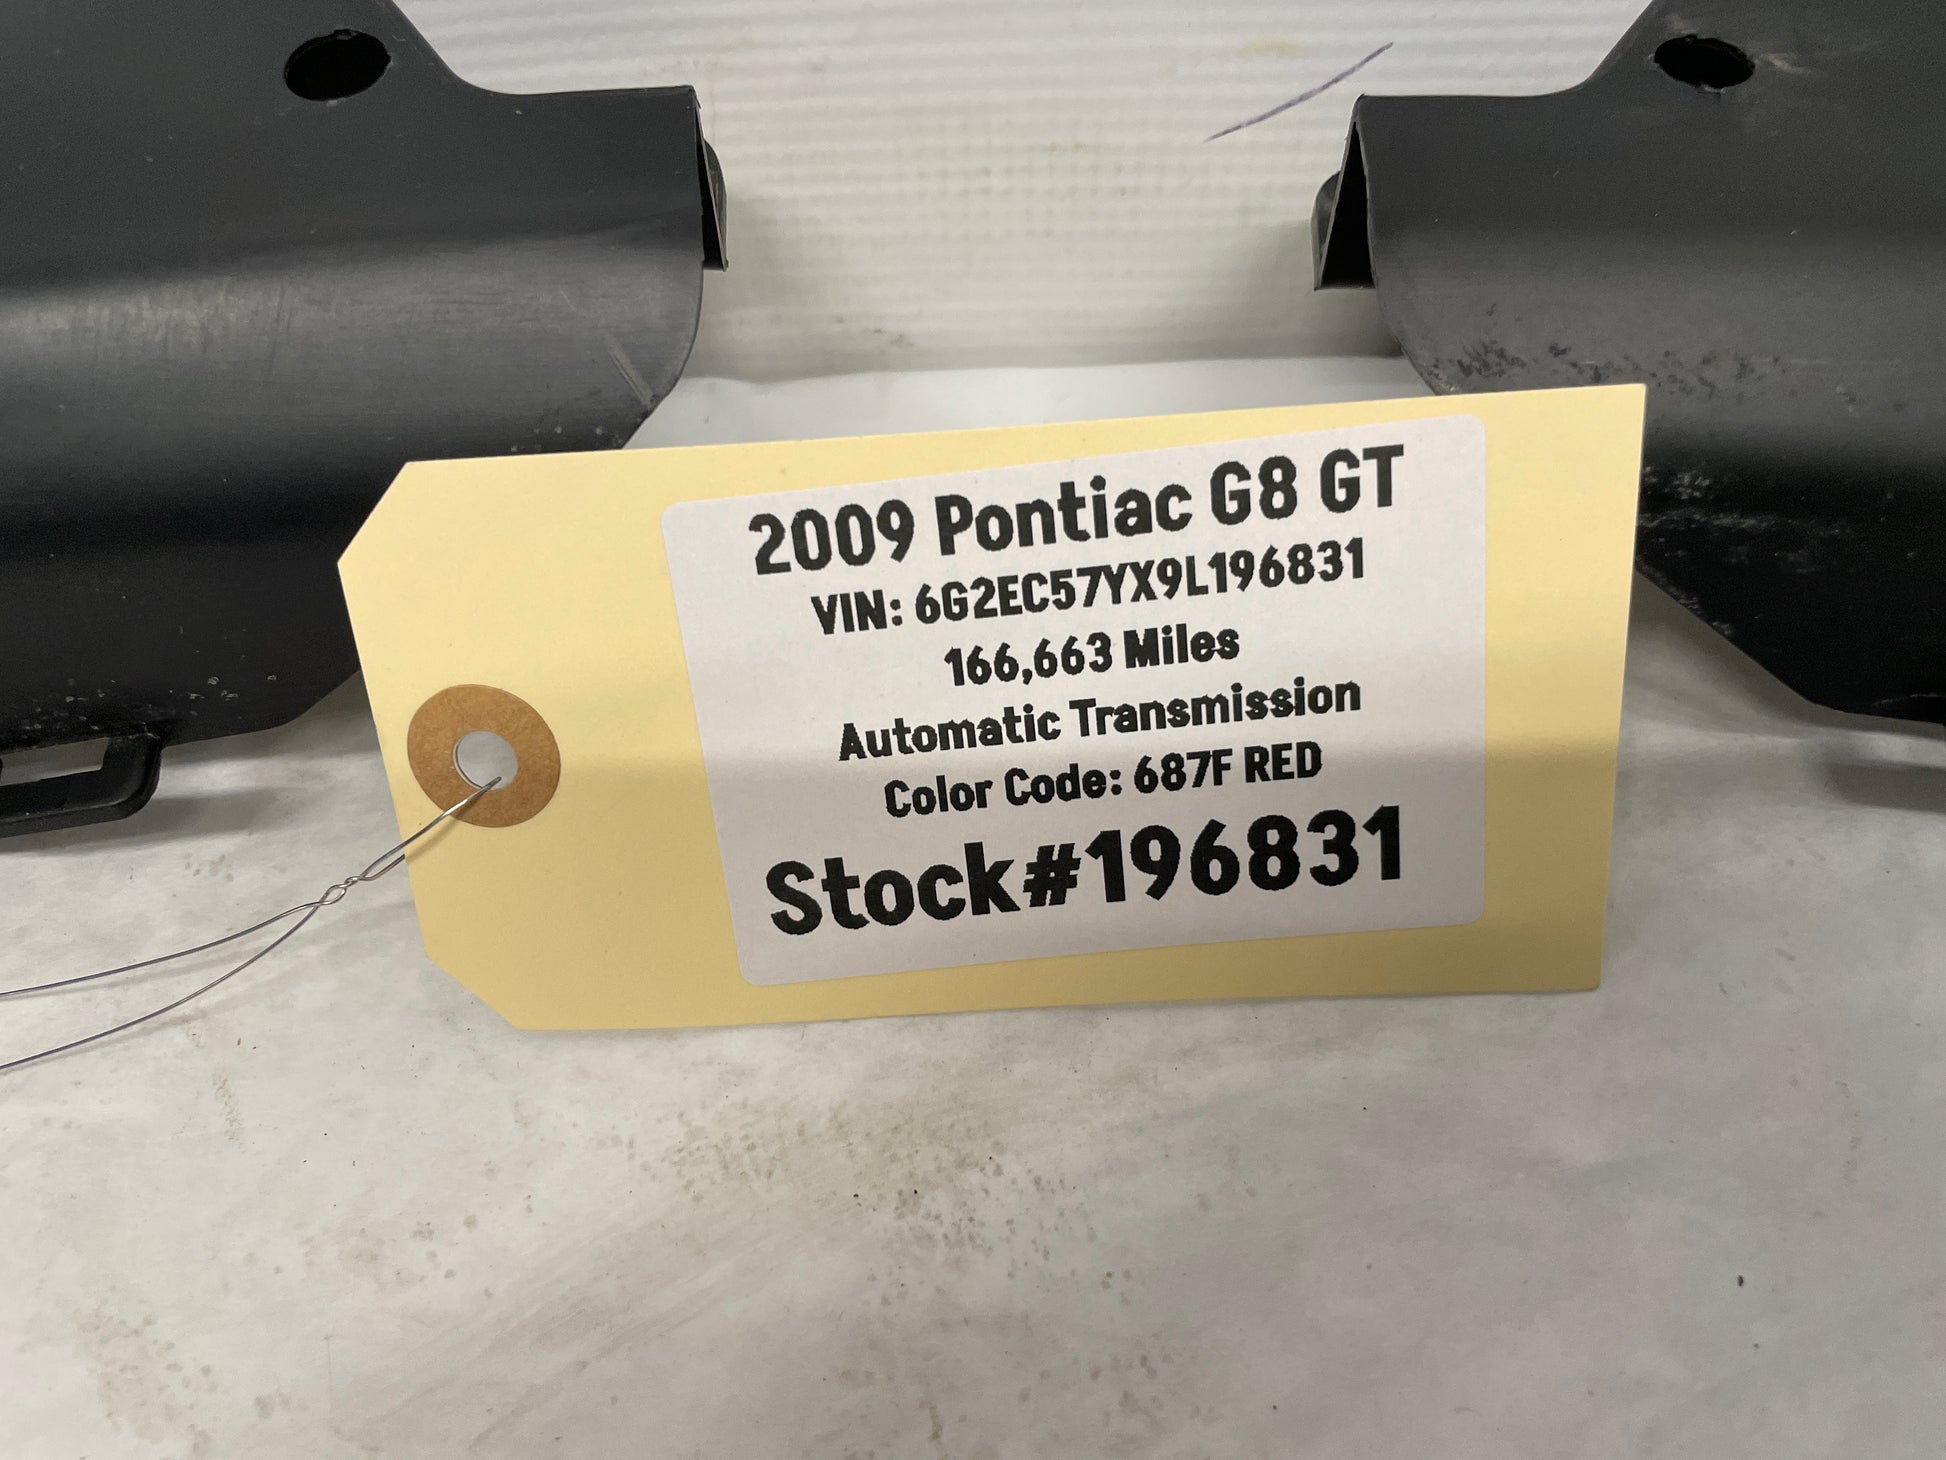 2009 Pontiac G8 GT
VIN: 6G2EC57YX9L196831
166,663 Miles
Automatic Transmission
Color Code: 687F RED
Stock#196831